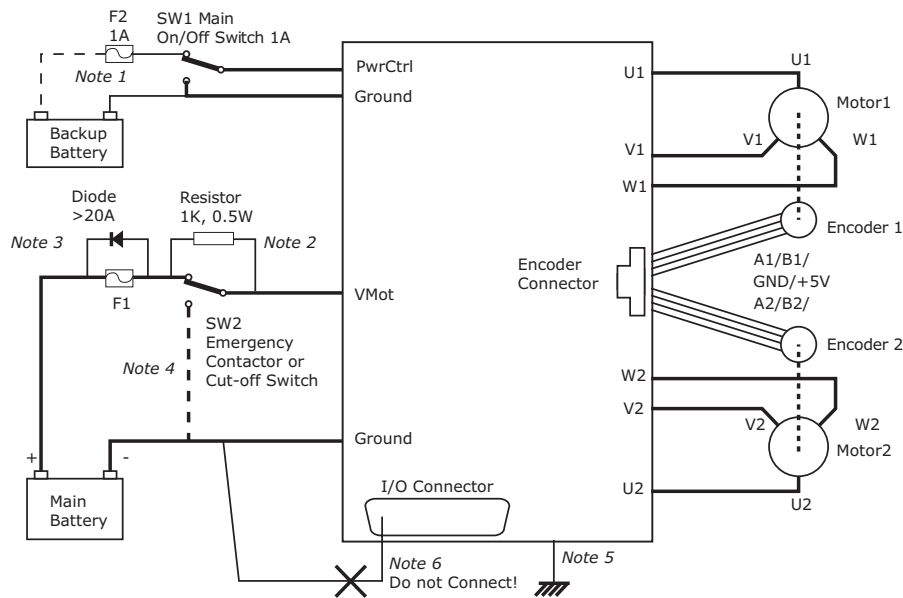 F2
1A
SW1 Main
On/Off Switch 1A
Note 1
Backup
Battery
PwrCtrl
Ground
Diode
>20A
Resistor
1K, 0.5W
Note 3
Note 2
F1
VMot
SW2
Emergency
Contactor or
Cut-off Switch
Note 4
Ground
+
-
Main
Battery
I/O Connector
Note 6
Do not Connect!
Note 5
U1
U1
Motor1
V1
V1
W1
W1
Encoder 1
Encoder
Connector
A1/B1/
GND/+5V
A2/B2/
Encoder 2
W2
V2
V2
W2
Motor2
U2
U2